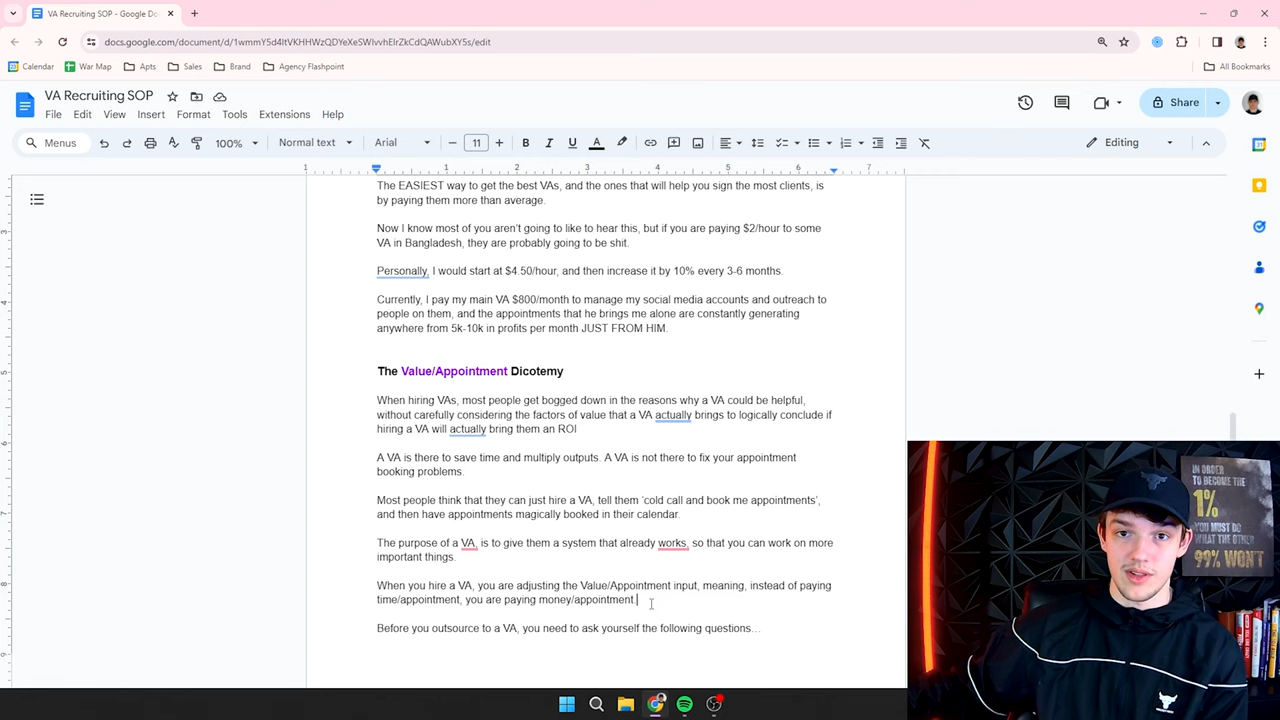 VA Recruiting SOP - Google Do
docs.google.com/document/d/1wmmY5d4ltVKHHWzQDYeXeSWlvvhElrZkCdQAWubXY5s/edit
Calendar
War Map
Apts
Sales
Brand
Agency Flashpoint
All Bookmarks
VA Recruiting SOP
Share
File Edit View Insert Format Tools Extensions Help
Menus
100%
Normal text
Arial
11
Editing
1 1 2 3 4 5 6 7
The EASIEST way to get the best VAs, and the ones that will help you sign the most clients, is
by paying them more than average.
Now I know most of you aren't going to like to hear this, but if you are paying $2/hour to some
VA in Bangladesh, they are probably going to be shit.
Personally, I would start at $4.50/hour, and then increase it by 10% every 3-6 months.
Currently, I pay my main VA $800/month to manage my social media accounts and outreach to
people on them, and the appointments that he brings me alone are constantly generating
anywhere from 5k-10k in profits per month JUST FROM HIM.
The Value/Appointment Dicotemy
When hiring VAs, most people get bogged down in the reasons why a VA could be helpful,
without carefully considering the factors of value that a VA actually brings to logically conclude if
hiring a VA will actually bring them an ROI
A VA is there to save time and multiply outputs. A VA is not there to fix your appointment
booking problems.
Most people think that they can just hire a VA, tell them 'cold call and book me appointments',
and then have appointments magically booked in their calendar.
The purpose of a VA, is to give them a system that already works, so that you can work on more
important things.
When you hire a VA, you are adjusting the Value/Appointment input, meaning, instead of paying
time/appointment, you are paying money/appointment.
Before you outsource to a VA, you need to ask yourself the following questions…
IN ORDER
TO BECOME THE
1%
YOU MUST DO
WHAT THE OTHER
99% WON'T